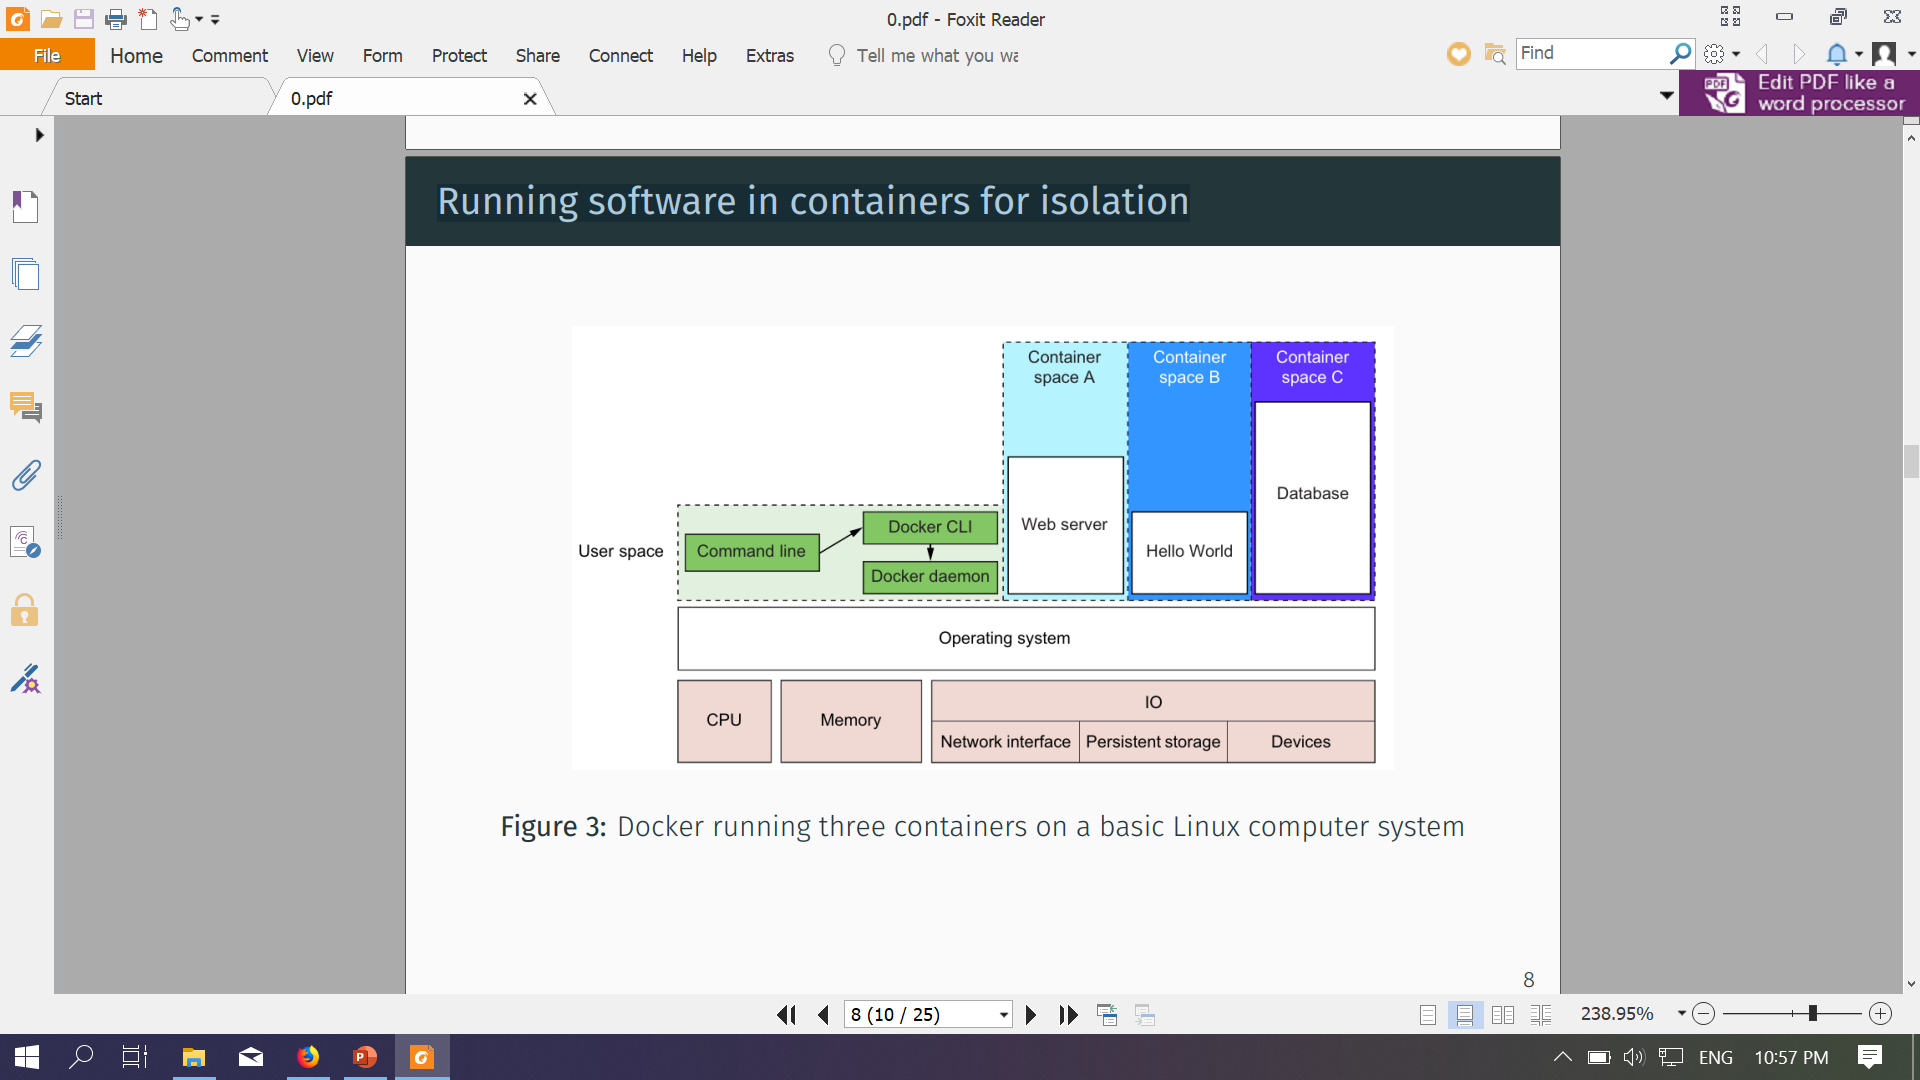 0.pdf - Foxit Reader
File Home Comment View Form Protect Share Connect Help Extras Tell me what you wa
Find
Start
0.pdf
Edit PDF like a
word processor
Running software in containers for isolation
Container
space A
Container
space B
Container
space C
Web server
Hello World
Database
User space
Command line
Docker CLI
Docker daemon
Operating system
CPU
Memory
IO
Network interface
Persistent storage
Devices
Figure 3: Docker running three containers on a basic Linux computer system
8
8 (10 / 25)
238.95%
ENG
10:57 PM